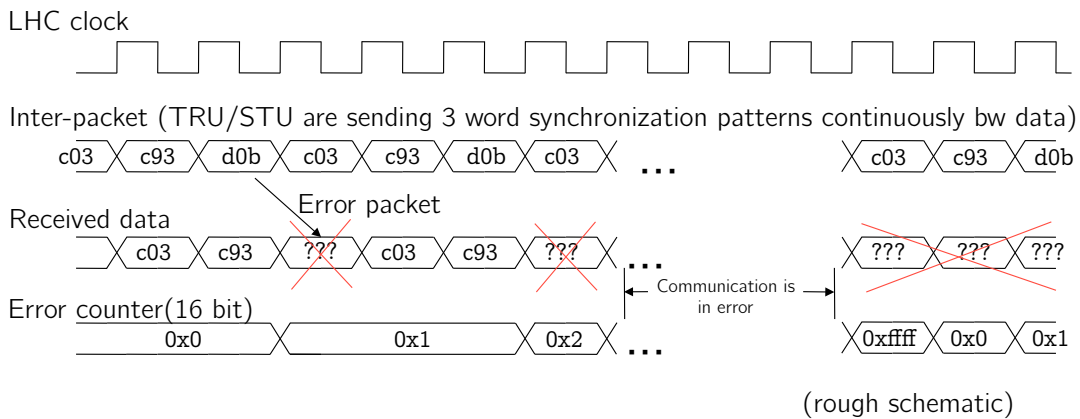 LHC clock
Inter-packet (TRU/STU are sending 3 word synchronization patterns continuously bw data)
c03 c93 d0b c03 c93 d0b c03 ... c03 c93 d0b
Error packet
Received data
c03 c93 ??? c03 c93 ??? ... ??? ??? ???
Communication is
in error
Error counter(16 bit)
0x0 0x1 0x2 ... 0xffff 0x0 0x1
(rough schematic)